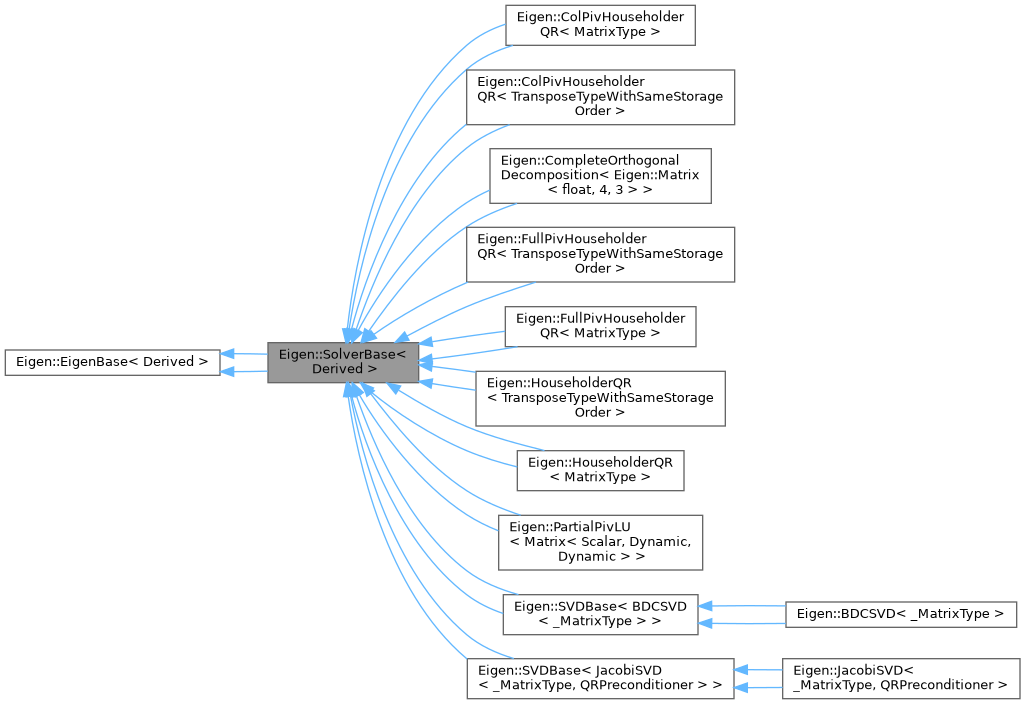 Eigen::ColPivHouseholder
QR< MatrixType >
Eigen::ColPivHouseholder
QR< TransposeTypeWithSameStorage
Order >
Eigen::CompleteOrthogonal
Decomposition< Eigen::Matrix
< float, 4, 3 > >
Eigen::FullPivHouseholder
QR< TransposeTypeWithSameStorage
Order >
Eigen::FullPivHouseholder
QR< MatrixType >
Eigen::EigenBase< Derived >
Eigen::SolverBase<
Derived >
Eigen::HouseholderQR
< TransposeTypeWithSameStorage
Order >
Eigen::HouseholderQR
< MatrixType >
Eigen::PartialPivLU
< Matrix< Scalar, Dynamic,
Dynamic > >
Eigen::SVDBase< BDCSVD
< _MatrixType > >
Eigen::BDCSVD< _MatrixType >
Eigen::SVDBase< JacobiSVD
< _MatrixType, QRPreconditioner > >
Eigen::JacobiSVD<
_MatrixType, QRPreconditioner >